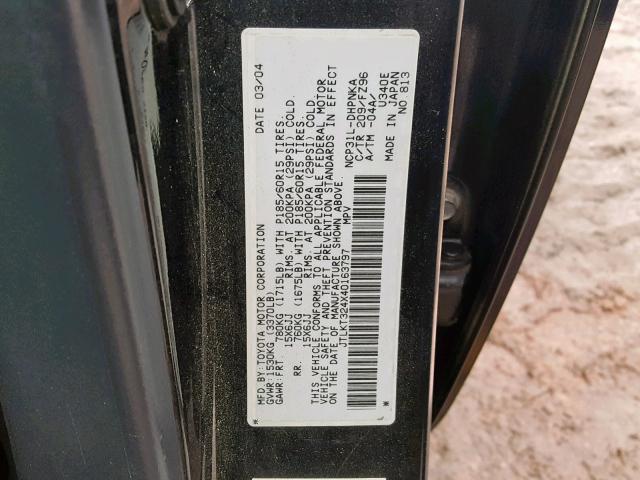 MFD.BY:TOYOTA MOTOR CORPORATION DATE 03/04
GVWR:1530KG (3370LB)
GAWR:FRT. 780KG (1715LB) WITH P185/60R15 TIRES.
15X6JJ RIMS. AT 200KPA (29PSI) COLD.
RR. 760KG (1675LB) WITH P185/60R15 TIRES.
15X6JJ RIMS. AT 200KPA (29PSI) COLD.
THIS VEHICLE CONFORMS TO ALL APPLICABLE FEDERAL MOTOR
VEHICLE SAFETY AND THEFT PREVENTION STANDARDS IN EFFECT
ON THE DATE OF MANUFACTURE SHOWN ABOVE.
JTLKT324X40163797 NCP31L-DHPNKA
MPV C/TR 209/FZ96
A/TM -04A/
U340E
MADE IN JAPAN
NO 813